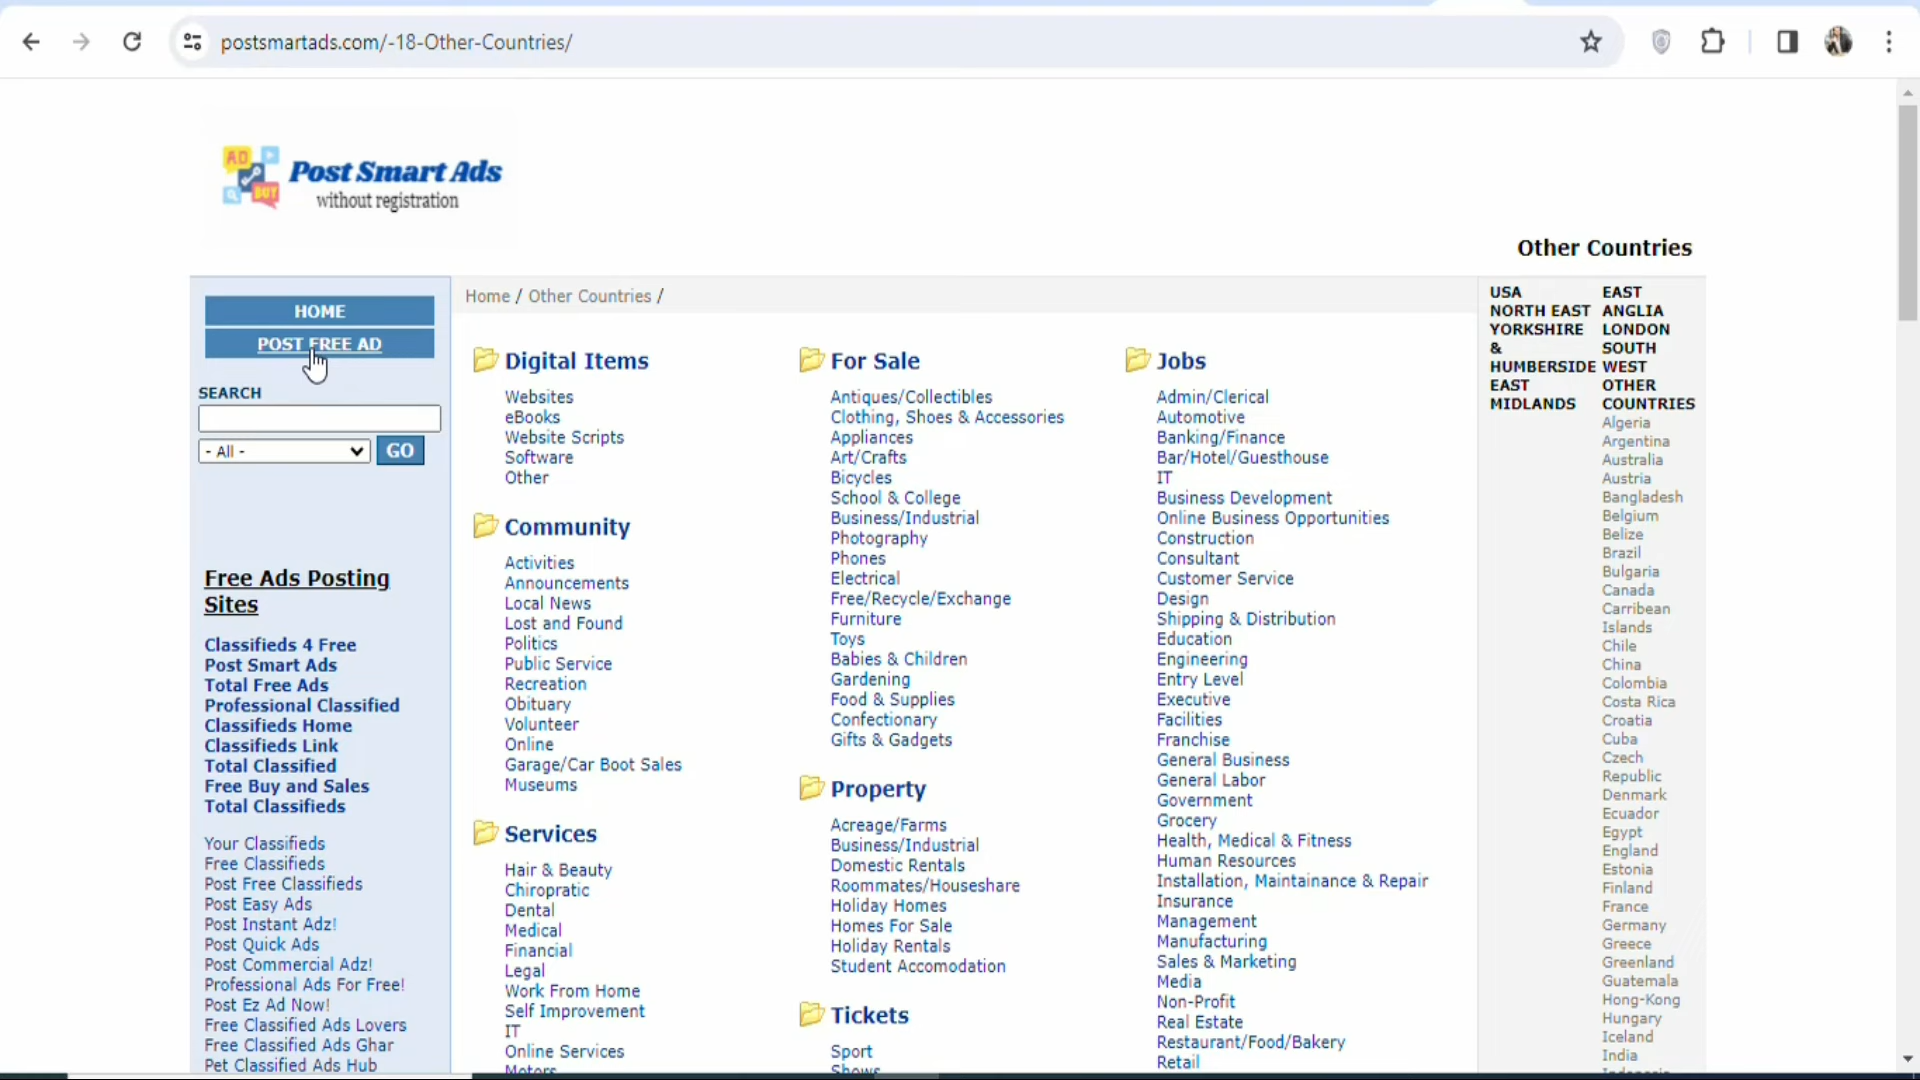 postsmartads.com/-18-Other-Countries/
AD
BUY
Post Smart Ads
without registration
Other Countries
HOME
POST FREE AD
SEARCH
- All -
GO
Free Ads Posting
Sites
Classifieds 4 Free
Post Smart Ads
Total Free Ads
Professional Classified
Classifieds Home
Classifieds Link
Total Classified
Free Buy and Sales
Total Classifieds
Your Classifieds
Free Classifieds
Post Free Classifieds
Post Easy Ads
Post Instant Adz!
Post Quick Ads
Post Commercial Adz!
Professional Ads For Free!
Post Ez Ad Now!
Free Classified Ads Lovers
Free Classified Ads Ghar
Pet Classified Ads Hub
Home / Other Countries /
Digital Items
Websites
eBooks
Website Scripts
Software
Other
Community
Activities
Announcements
Local News
Lost and Found
Politics
Public Service
Recreation
Obituary
Volunteer
Online
Garage/Car Boot Sales
Museums
Services
Hair & Beauty
Chiropratic
Dental
Medical
Financial
Legal
Work From Home
Self Improvement
IT
Online Services
Motors
For Sale
Antiques/Collectibles
Clothing, Shoes & Accessories
Appliances
Art/Crafts
Bicycles
School & College
Business/Industrial
Photography
Phones
Electrical
Free/Recycle/Exchange
Furniture
Toys
Babies & Children
Gardening
Food & Supplies
Confectionary
Gifts & Gadgets
Property
Acreage/Farms
Business/Industrial
Domestic Rentals
Roommates/Houseshare
Holiday Homes
Homes For Sale
Holiday Rentals
Student Accomodation
Tickets
Sport
Shows
Jobs
Admin/Clerical
Automotive
Banking/Finance
Bar/Hotel/Guesthouse
IT
Business Development
Online Business Opportunities
Construction
Consultant
Customer Service
Design
Shipping & Distribution
Education
Engineering
Entry Level
Executive
Facilities
Franchise
General Business
General Labor
Government
Grocery
Health, Medical & Fitness
Human Resources
Installation, Maintainance & Repair
Insurance
Management
Manufacturing
Sales & Marketing
Media
Non-Profit
Real Estate
Restaurant/Food/Bakery
Retail
USA
NORTH EAST
YORKSHIRE
&
HUMBERSIDE
EAST
MIDLANDS
EAST
ANGLIA
LONDON
SOUTH
WEST
OTHER
COUNTRIES
Algeria
Argentina
Australia
Austria
Bangladesh
Belgium
Belize
Brazil
Bulgaria
Canada
Carribean
Islands
Chile
China
Colombia
Costa Rica
Croatia
Cuba
Czech
Republic
Denmark
Ecuador
Egypt
England
Estonia
Finland
France
Germany
Greece
Greenland
Guatemala
Hong-Kong
Hungary
Iceland
India